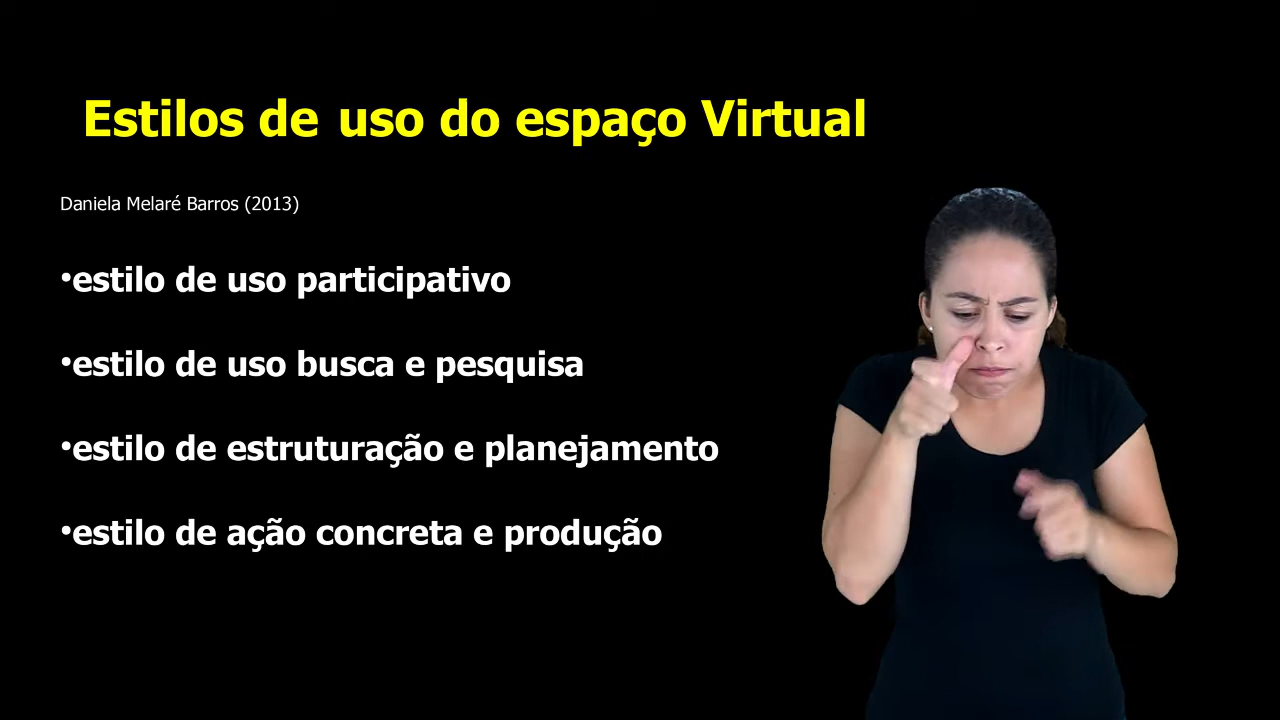 Estilos de uso do espaço Virtual
Daniela Melaré Barros (2013)
•estilo de uso participativo
•estilo de uso busca e pesquisa
•estilo de estruturação e planejamento
•estilo de ação concreta e produção